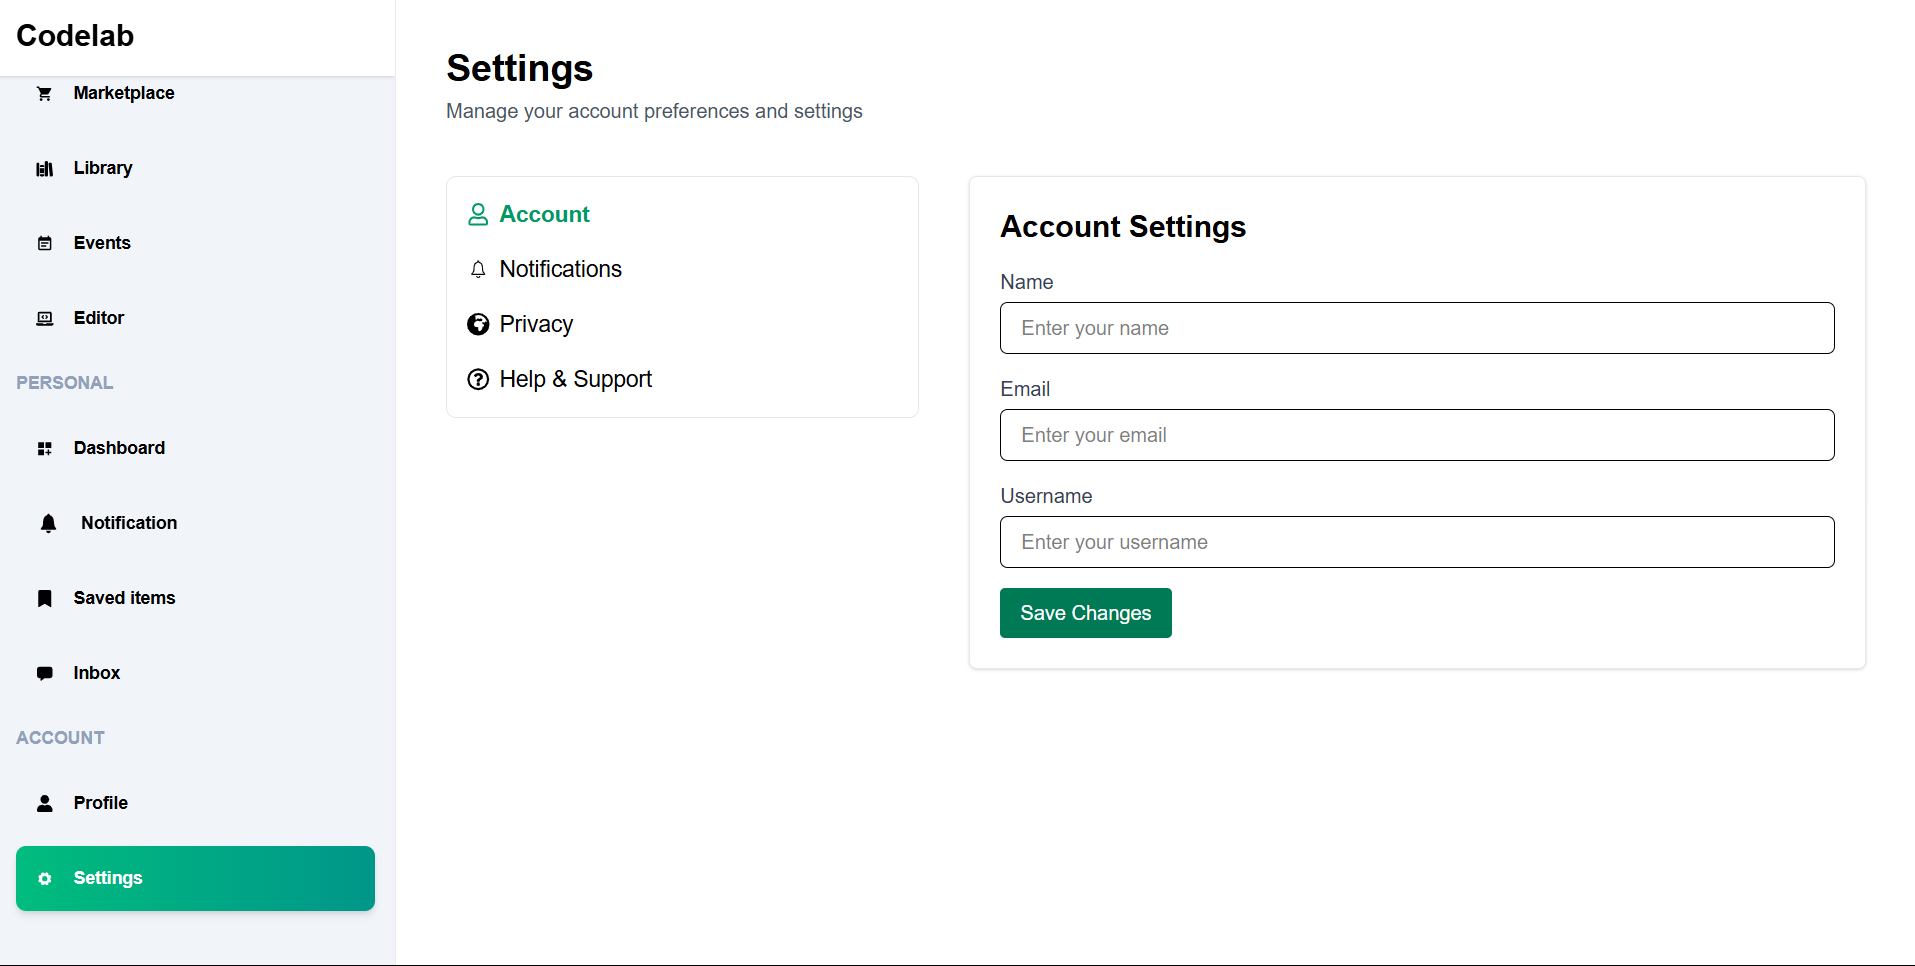 Codelab
Marketplace
Library
Events
Editor
PERSONAL
Dashboard
Notification
Saved items
Inbox
ACCOUNT
Profile
Settings
Settings
Manage your account preferences and settings
Account
Notifications
Privacy
Help & Support
Account Settings
Name
Enter your name
Email
Enter your email
Username
Enter your username
Save Changes